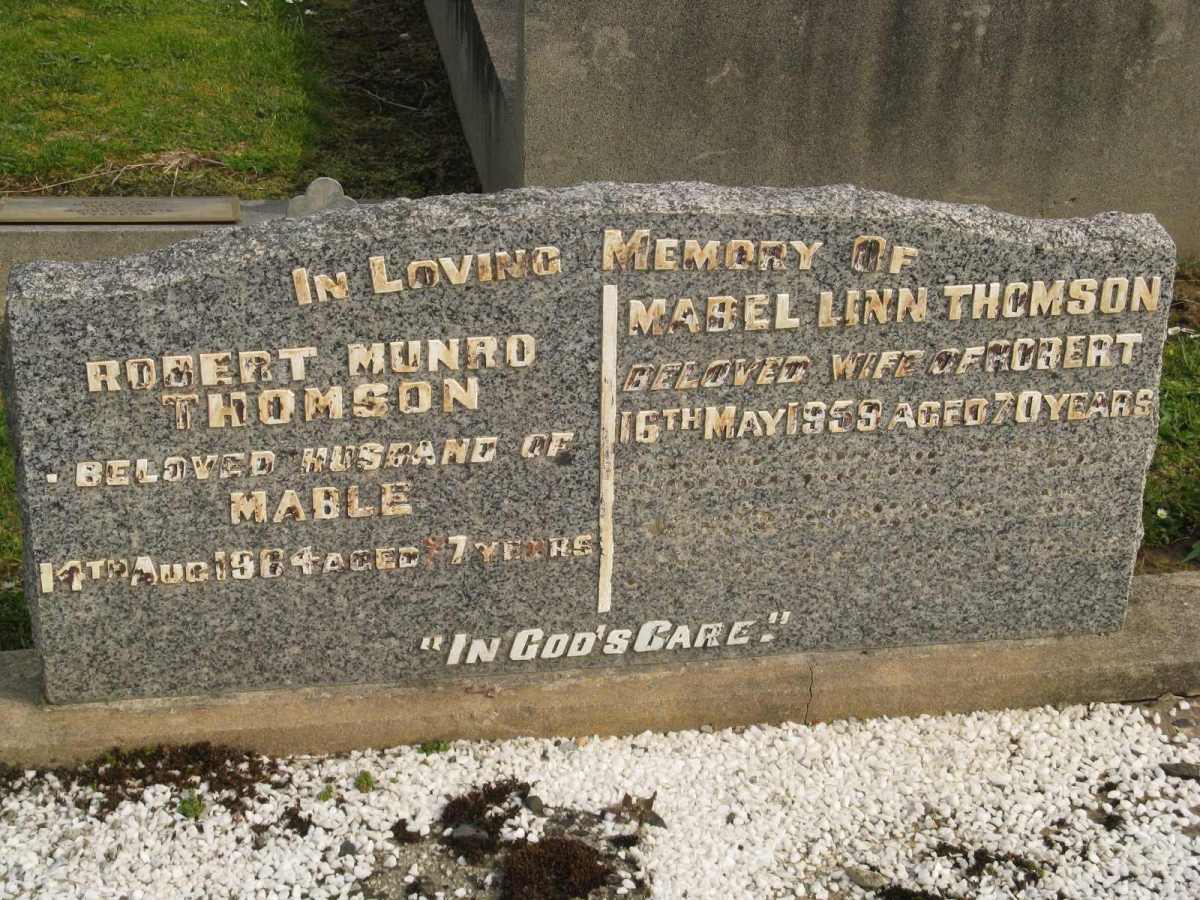 In Loving Memory Of
ROBERT MUNRO
THOMSON
BELOVED HUSBAND OF
MABLE
14TH AUG 1964 AGED 77 YEARS
MABEL LINN THOMSON
BELOVED WIFE OF ROBERT
16TH MAY 1959 AGED 70 YEARS
"IN GOD'S CARE."